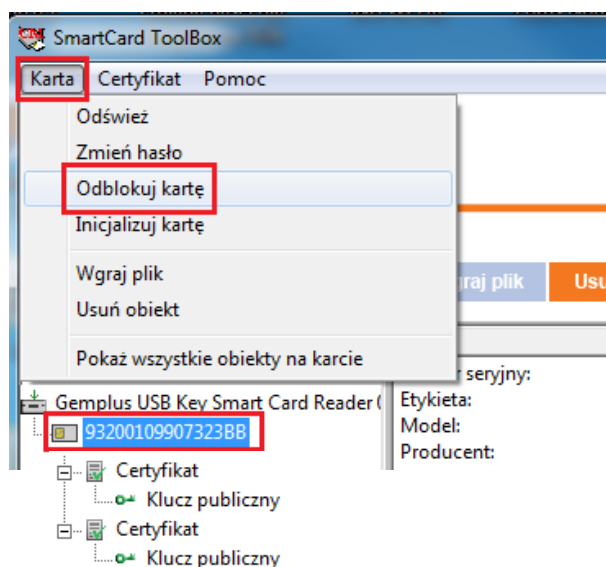 SmartCard ToolBox
Karta Certyfikat Pomoc
Odśwież
Zmień hasło
Odblokuj kartę
Inicjalizuj kartę
Wgraj plik
Usuń obiekt
Pokaż wszystkie obiekty na karcie
raj plik Usu
seryjny:
Etykieta:
Model:
Producent:
Gemplus USB Key Smart Card Reader (
93200109907323BB
Certyfikat
Klucz publiczny
Certyfikat
Klucz publiczny